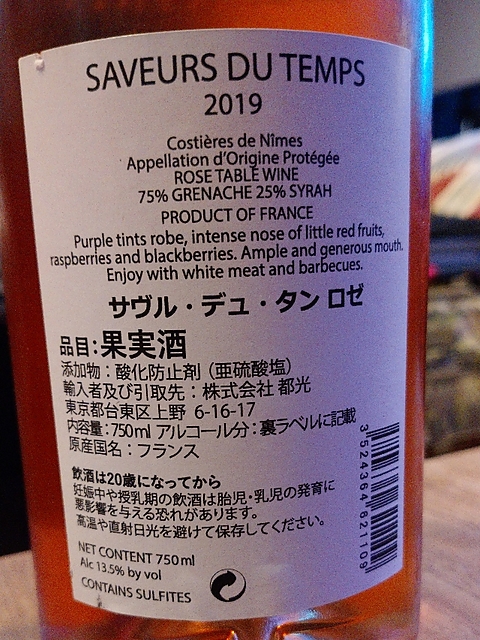 SAVEURS DU TEMPS
2019
Costières de Nîmes
Appellation d'Origine Protégée
ROSE TABLE WINE
75% GRENACHE 25% SYRAH
PRODUCT OF FRANCE
Purple tints robe, intense nose of little red fruits,
raspberries and blackberries. Ample and generous mouth.
Enjoy with white meat and barbecues.
サヴル・デュ・タン ロゼ
品目:果実酒
添加物:酸化防止剤（亜硫酸塩）
輸入者及び引取先:株式会社 都光
東京都台東区上野 6-16-17
内容量:750ml アルコール分:裏ラベルに記載
原産国名:フランス
飲酒は20歳になってから
妊娠中や授乳期の飲酒は胎児・乳児の発育に
悪影響を与える恐れがあります。
高温や直射日光を避けて保存してください。
NET CONTENT 750ml
Alc 13.5% by vol
CONTAINS SULFITES
3524364621109